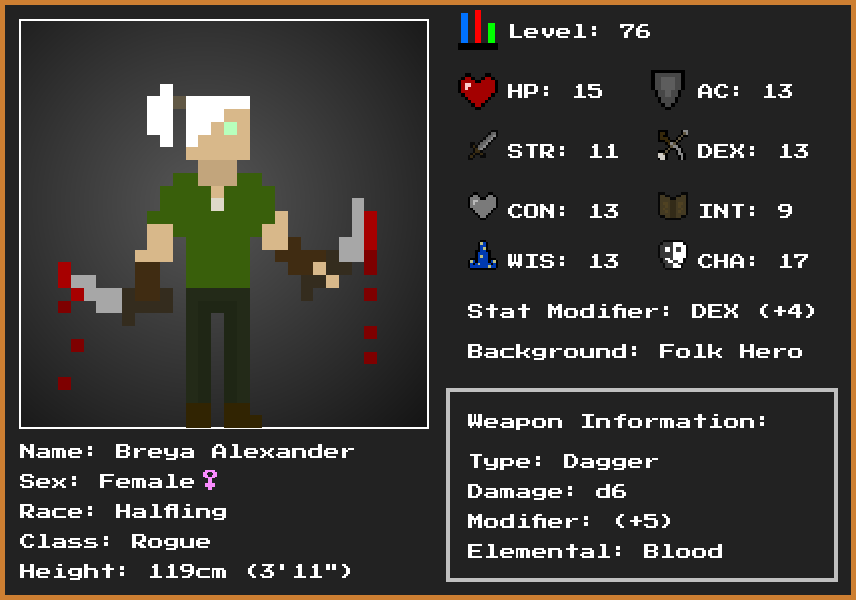 Level: 76
HP: 15
AC: 13
STR: 11
DEX: 13
CON: 13
INT: 9
WIS: 13
CHA: 17
Stat Modifier: DEX (+4)
Background: Folk Hero
Weapon Information:
Type: Dagger
Damage: d6
Modifier: (+5)
Elemental: Blood
Name: Breya Alexander
Sex: Female♀
Race: Halfling
Class: Rogue
Height: 119cm (3'11")